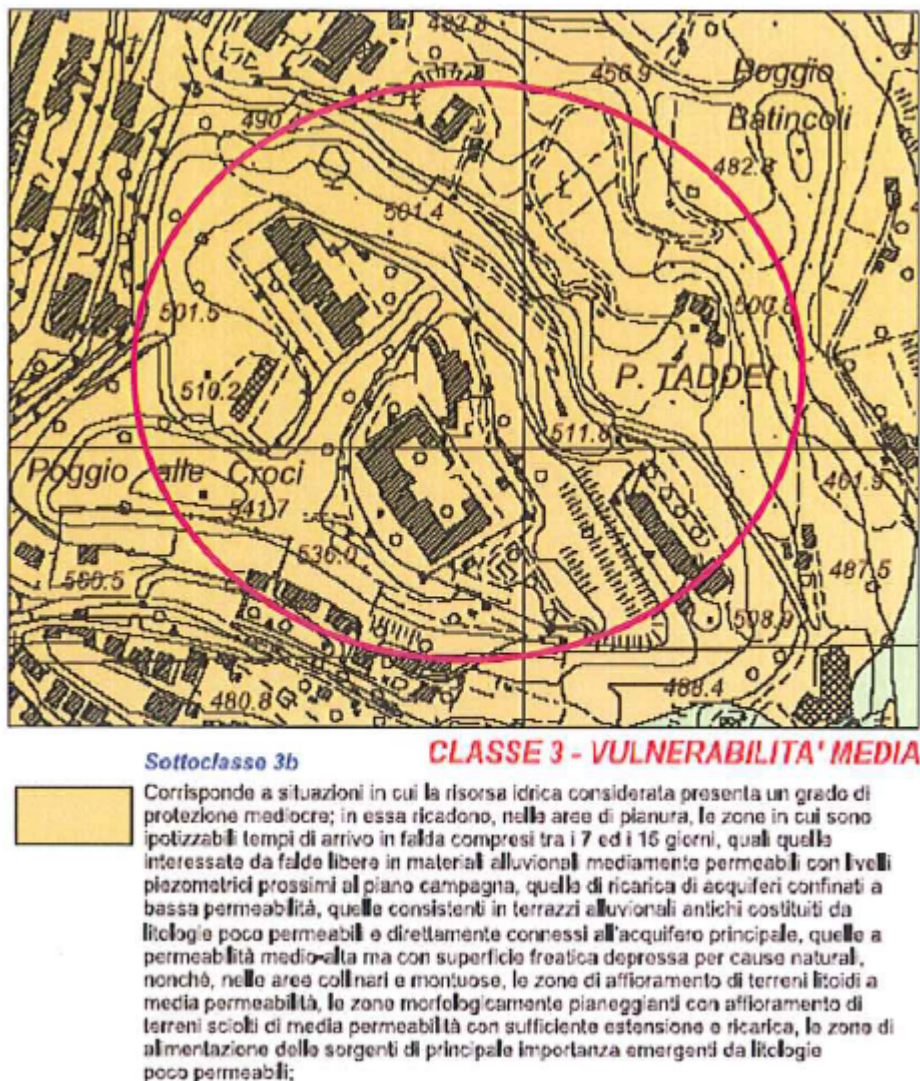 482.8
456.9
Poggio
Batincoli
490
482.8
501.4
501.5
500.
P. TADDEI
510.2
511.8
Poggio alle Croci
541.7
461.9
536.0
560.5
487.5
508.9
488.4
480.8
Sottoclasse 3b
CLASSE 3 - VULNERABILITA' MEDIA
Corrisponde a situazioni in cui la risorsa idrica considerata presenta un grado di
protezione mediocre; in essa ricadono, nelle aree di pianura, le zone in cui sono
ipotizzabili tempi di arrivo in falda compresi tra i 7 ed i 15 giorni, quali quelle
interessate da falde libere in materiali alluvionali mediamente permeabili con livelli
piezometrici prossimi al piano campagna, quelle di ricarica di acquiferi confinati a
bassa permeabilità, quelle consistenti in terrazzi alluvionali antichi costituiti da
litologie poco permeabili e direttamente connessi all'acquifero principale, quelle a
permeabilità medio-alta ma con superficie freatica depressa per cause naturali,
nonchè, nelle aree collinari e montuose, le zone di affioramento di terreni litoidi a
media permeabilità, le zone morfologicamente pianeggianti con affioramento di
terreni sciolti di media permeabilità con sufficiente estensione e ricarica, le zone di
alimentazione delle sorgenti di principale importanza emergenti da litologie
poco permeabili;